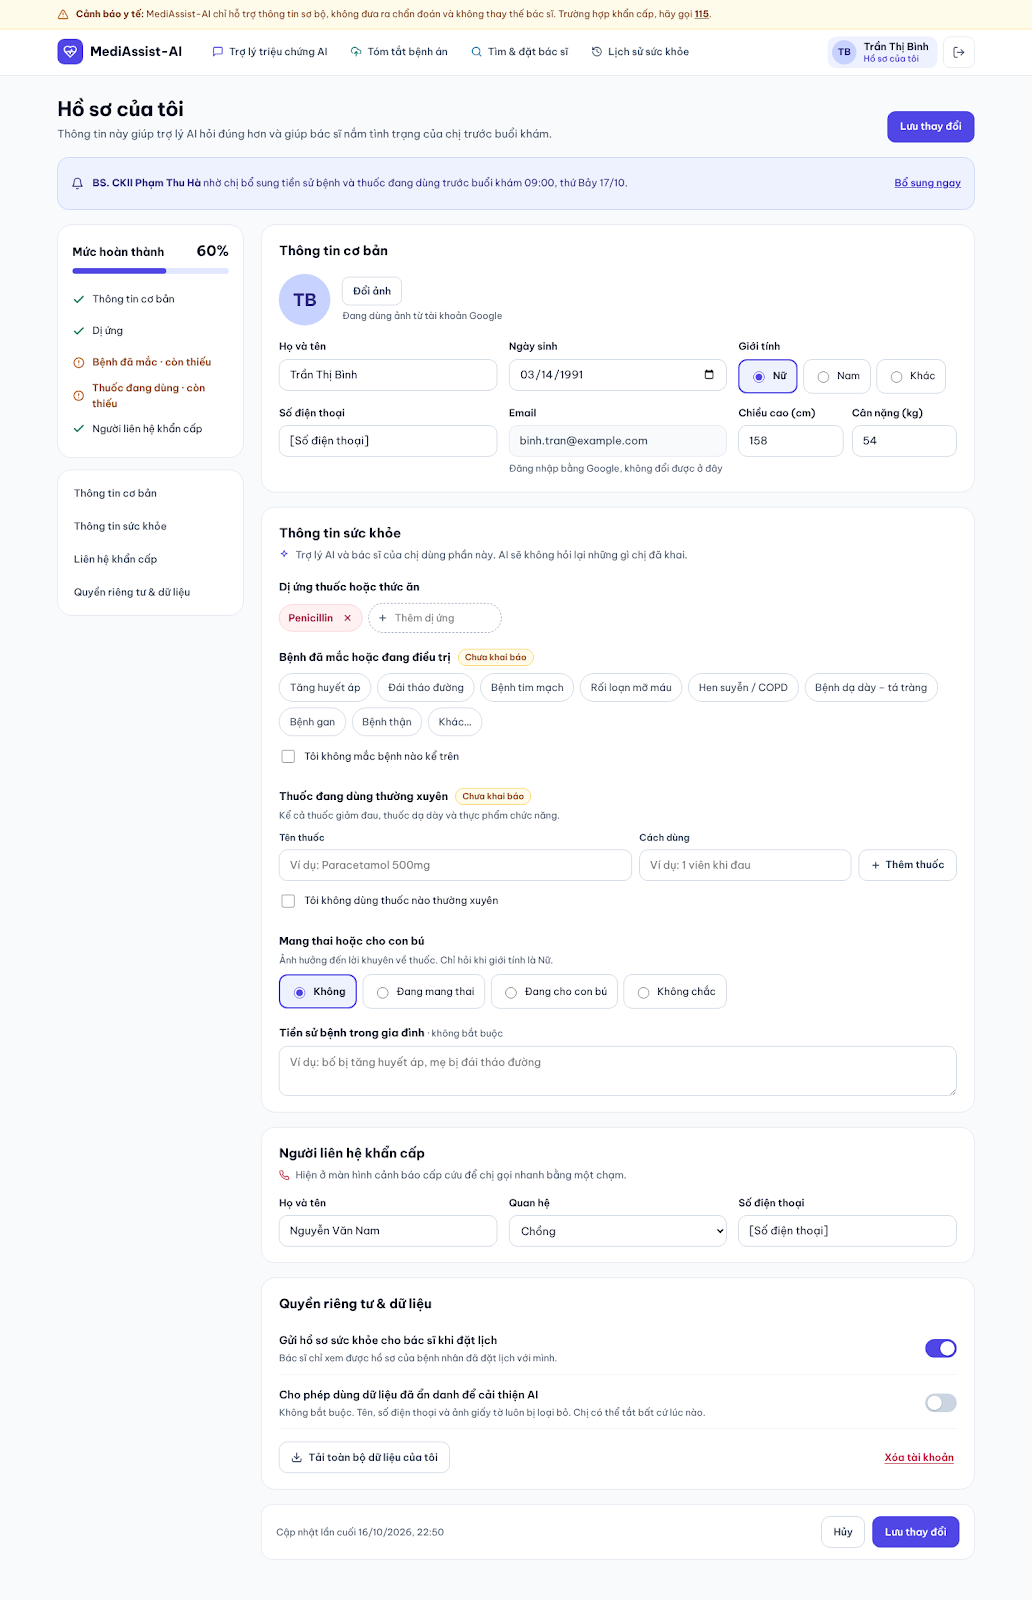 Cảnh báo y tế: MediAssist-AI chỉ hỗ trợ thông tin sơ bộ, không đưa ra chẩn đoán và không thay thế bác sĩ. Trường hợp khẩn cấp, hãy gọi 115.
MediAssist-AI
Trợ lý triệu chứng AI
Tóm tắt bệnh án
Tìm & đặt bác sĩ
Lịch sử sức khỏe
TB
Trần Thị Bình
Hồ sơ của tôi
Hồ sơ của tôi
Thông tin này giúp trợ lý AI hỏi đúng hơn và giúp bác sĩ nắm tình trạng của chị trước buổi khám.
Lưu thay đổi
BS. CKII Phạm Thu Hà nhờ chị bổ sung tiền sử bệnh và thuốc đang dùng trước buổi khám 09:00, thứ Bảy 17/10.
Bổ sung ngay
Mức hoàn thành 60%
Thông tin cơ bản
Dị ứng
Bệnh đã mắc · còn thiếu
Thuốc đang dùng · còn
thiếu
Người liên hệ khẩn cấp
Thông tin cơ bản
Thông tin sức khỏe
Liên hệ khẩn cấp
Quyền riêng tư & dữ liệu
Thông tin cơ bản
TB
Đổi ảnh
Đang dùng ảnh từ tài khoản Google
Họ và tên
Trần Thị Bình
Ngày sinh
03/14/1991
Giới tính
Nữ
Nam
Khác
Số điện thoại
[Số điện thoại]
Email
binh.tran@example.com
Đăng nhập bằng Google, không đổi được ở đây
Chiều cao (cm)
158
Cân nặng (kg)
54
Thông tin sức khỏe
Trợ lý AI và bác sĩ của chị dùng phần này. AI sẽ không hỏi lại những gì chị đã khai.
Dị ứng thuốc hoặc thức ăn
Penicillin ×
+ Thêm dị ứng
Bệnh đã mắc hoặc đang điều trị Chưa khai báo
Tăng huyết áp
Đái tháo đường
Bệnh tim mạch
Rối loạn mỡ máu
Hen suyễn / COPD
Bệnh dạ dày – tá tràng
Bệnh gan
Bệnh thận
Khác...
Tôi không mắc bệnh nào kể trên
Thuốc đang dùng thường xuyên Chưa khai báo
Kể cả thuốc giảm đau, thuốc dạ dày và thực phẩm chức năng.
Tên thuốc
Ví dụ: Paracetamol 500mg
Cách dùng
Ví dụ: 1 viên khi đau
+ Thêm thuốc
Tôi không dùng thuốc nào thường xuyên
Mang thai hoặc cho con bú
Ảnh hưởng đến lời khuyên về thuốc. Chỉ hỏi khi giới tính là Nữ.
Không
Đang mang thai
Đang cho con bú
Không chắc
Tiền sử bệnh trong gia đình · không bắt buộc
Ví dụ: bố bị tăng huyết áp, mẹ bị đái tháo đường
Người liên hệ khẩn cấp
Hiện ở màn hình cảnh báo cấp cứu để chị gọi nhanh bằng một chạm.
Họ và tên
Nguyễn Văn Nam
Quan hệ
Chồng
Số điện thoại
[Số điện thoại]
Quyền riêng tư & dữ liệu
Gửi hồ sơ sức khỏe cho bác sĩ khi đặt lịch
Bác sĩ chỉ xem được hồ sơ của bệnh nhân đã đặt lịch với mình.
Cho phép dùng dữ liệu đã ẩn danh để cải thiện AI
Không bắt buộc. Tên, số điện thoại và ảnh giấy tờ luôn bị loại bỏ. Chị có thể tắt bất cứ lúc nào.
Tải toàn bộ dữ liệu của tôi
Xóa tài khoản
Cập nhật lần cuối 16/10/2026, 22:50
Hủy
Lưu thay đổi